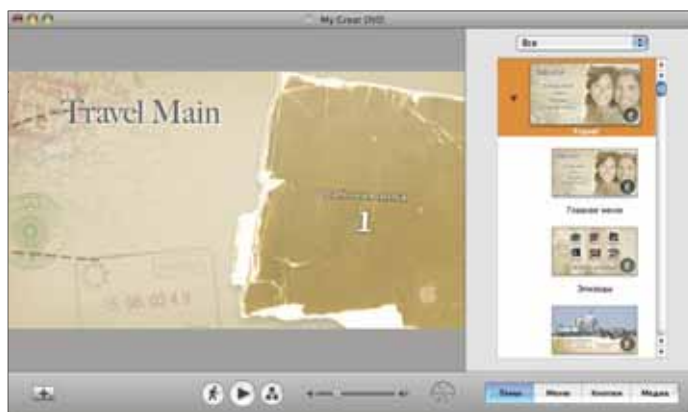 My Great DVD
Все
Travel Main
1
Главное меню
Эпизоды
Темы
Меню
Кнопки
Медиа